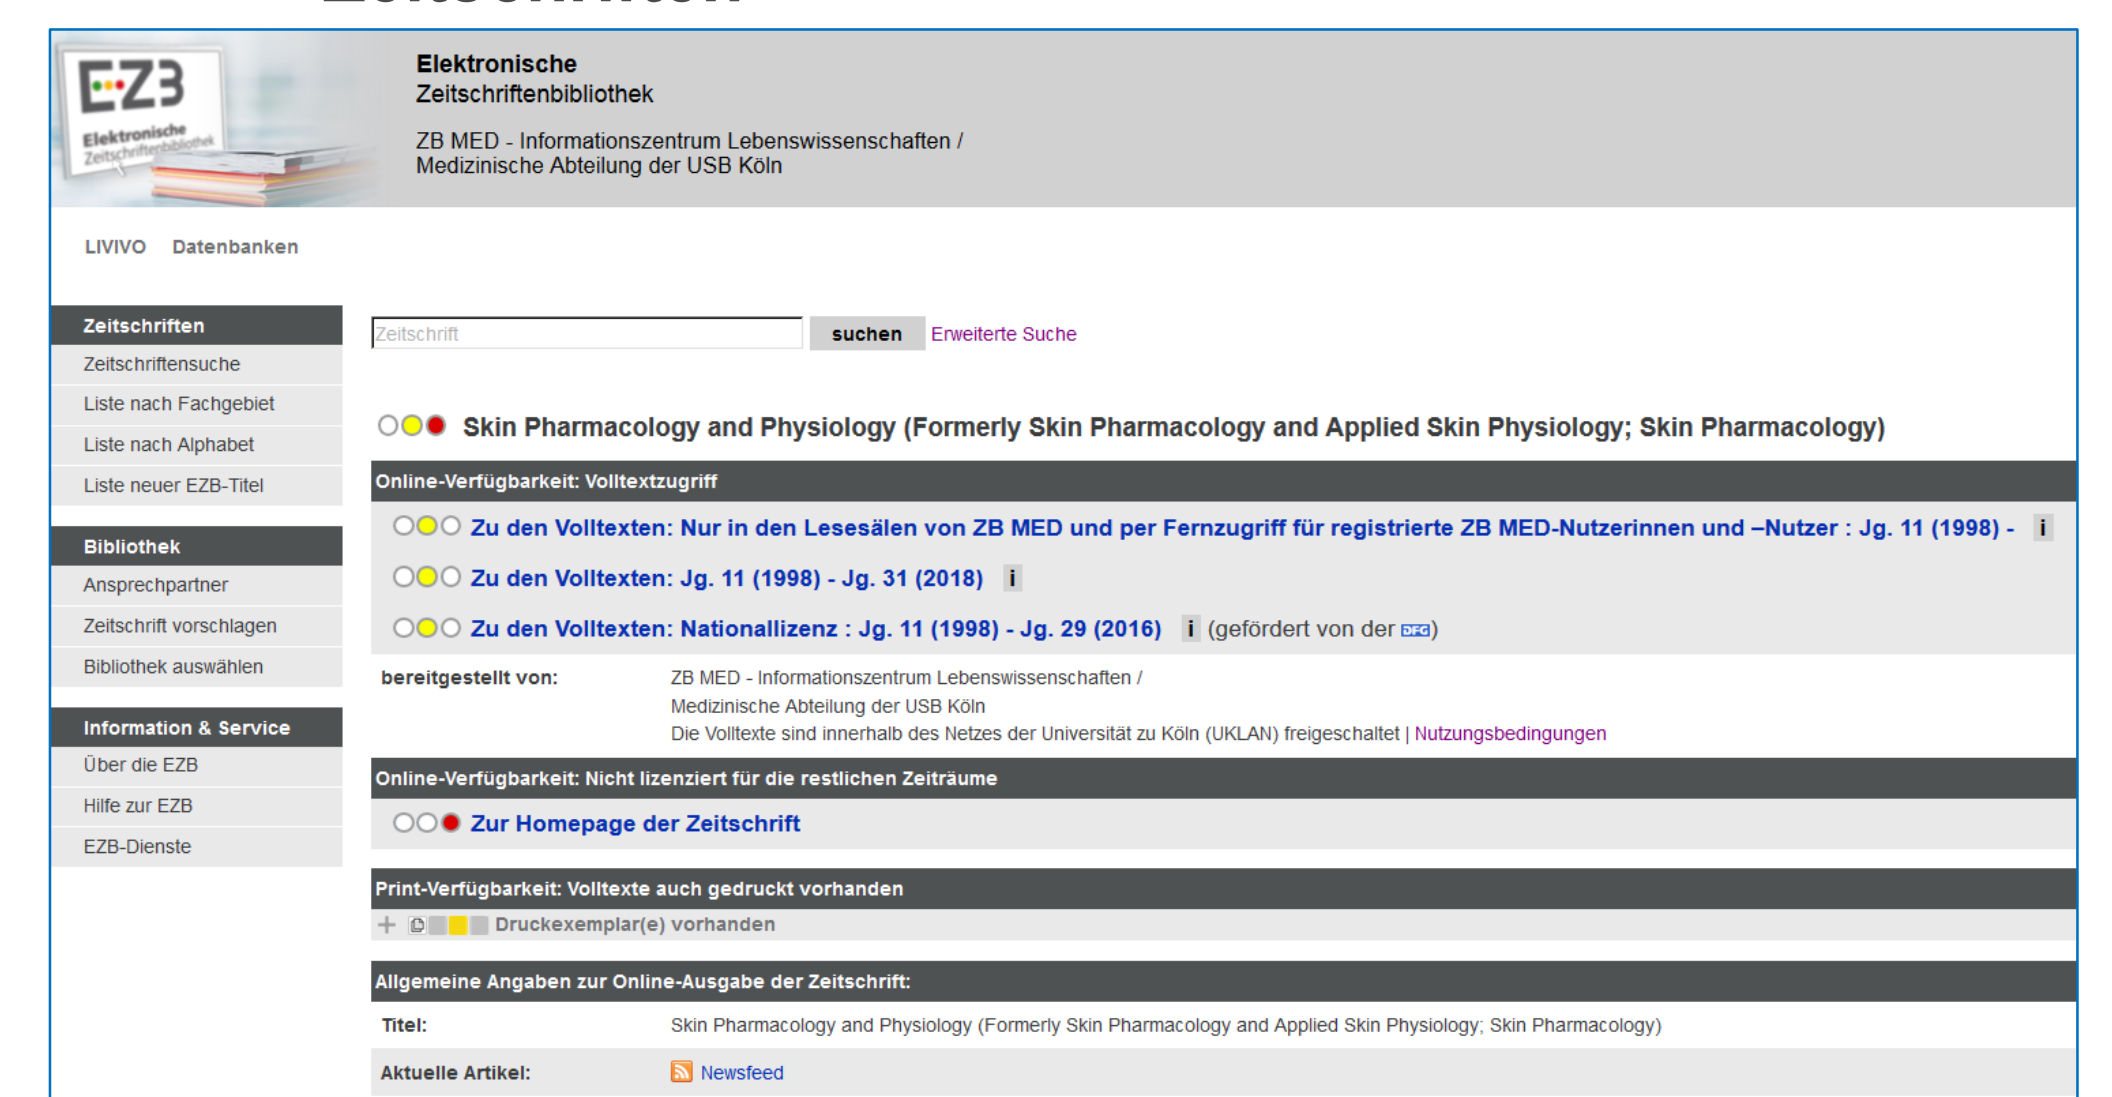 Zeitschriften
EZB
Elektronische
Zeitschriftenbibliothek
Elektronische
Zeitschriftenbibliothek
ZB MED - Informationszentrum Lebenswissenschaften /
Medizinische Abteilung der USB Köln
LIVIVO Datenbanken
Zeitschriften
Zeitschriftensuche
Liste nach Fachgebiet
Liste nach Alphabet
Liste neuer EZB-Titel
Bibliothek
Ansprechpartner
Zeitschrift vorschlagen
Bibliothek auswählen
Information & Service
Über die EZB
Hilfe zur EZB
EZB-Dienste
Zeitschrift suchen Erweiterte Suche
Skin Pharmacology and Physiology (Formerly Skin Pharmacology and Applied Skin Physiology; Skin Pharmacology)
Online-Verfügbarkeit: Volltextzugriff
Zu den Volltexten: Nur in den Lesesälen von ZB MED und per Fernzugriff für registrierte ZB MED-Nutzerinnen und –Nutzer : Jg. 11 (1998) - i
Zu den Volltexten: Jg. 11 (1998) - Jg. 31 (2018) i
Zu den Volltexten: Nationallizenz : Jg. 11 (1998) - Jg. 29 (2016) i (gefördert von der DFG)
bereitgestellt von: ZB MED - Informationszentrum Lebenswissenschaften /
Medizinische Abteilung der USB Köln
Die Volltexte sind innerhalb des Netzes der Universität zu Köln (UKLAN) freigeschaltet | Nutzungsbedingungen
Online-Verfügbarkeit: Nicht lizenziert für die restlichen Zeiträume
Zur Homepage der Zeitschrift
Print-Verfügbarkeit: Volltexte auch gedruckt vorhanden
Druckexemplar(e) vorhanden
Allgemeine Angaben zur Online-Ausgabe der Zeitschrift:
Titel: Skin Pharmacology and Physiology (Formerly Skin Pharmacology and Applied Skin Physiology; Skin Pharmacology)
Aktuelle Artikel: Newsfeed